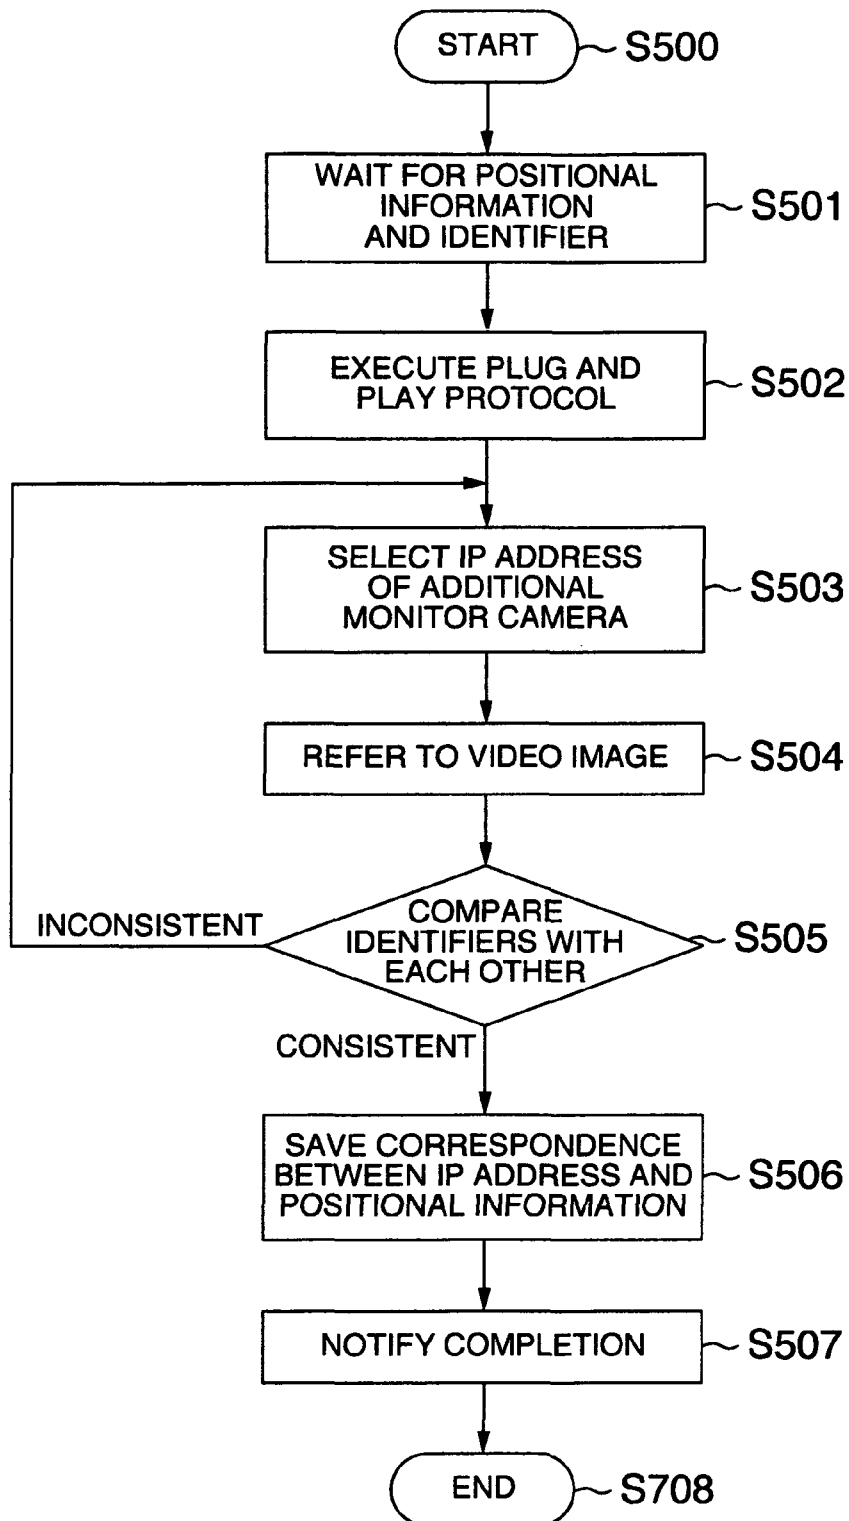 START
S500
WAIT FOR POSITIONAL
INFORMATION
AND IDENTIFIER
S501
EXECUTE PLUG AND
PLAY PROTOCOL
S502
SELECT IP ADDRESS
OF ADDITIONAL
MONITOR CAMERA
S503
REFER TO VIDEO IMAGE
S504
INCONSISTENT
COMPARE
IDENTIFIERS WITH
EACH OTHER
S505
CONSISTENT
SAVE CORRESPONDENCE
BETWEEN IP ADDRESS AND
POSITIONAL INFORMATION
S506
NOTIFY COMPLETION
S507
END
S708